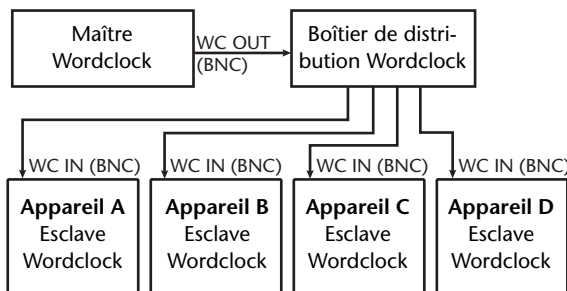 Maître
Wordclock
WC OUT
(BNC)
Boîtier de distri-
bution Wordclock
WC IN (BNC)
WC IN (BNC)
WC IN (BNC)
WC IN (BNC)
Appareil A
Esclave
Wordclock
Appareil B
Esclave
Wordclock
Appareil C
Esclave
Wordclock
Appareil D
Esclave
Wordclock